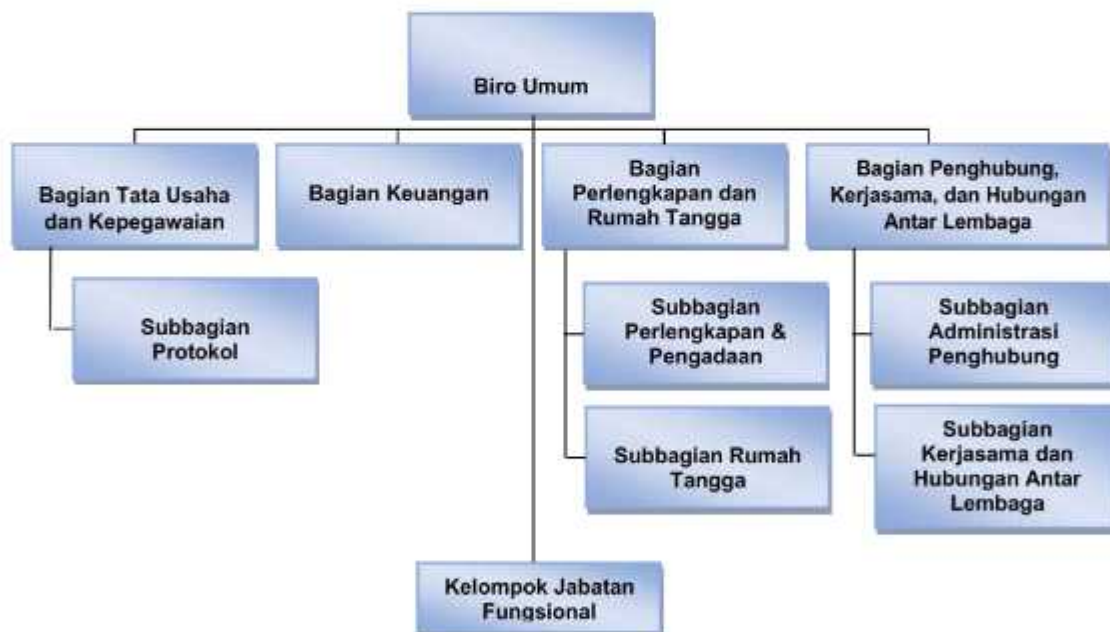 Biro Umum
Bagian Tata Usaha
dan Kepegawaian
Bagian Keuangan
Bagian
Perlengkapan dan
Rumah Tangga
Bagian Penghubung,
Kerjasama, dan Hubungan
Antar Lembaga
Subbagian
Protokol
Subbagian
Perlengkapan &
Pengadaan
Subbagian
Administrasi
Penghubung
Subbagian Rumah
Tangga
Subbagian
Kerjasama dan
Hubungan Antar
Lembaga
Kelompok Jabatan
Fungsional